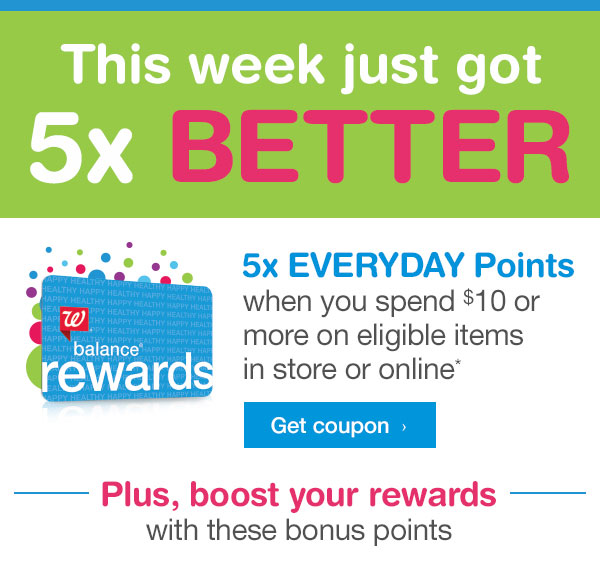 This week just got
5x BETTER
5x EVERYDAY Points
when you spend $10 or
more on eligible items
in store or online*
W
balance®
rewards
Get coupon ›
Plus, boost your rewards
with these bonus points